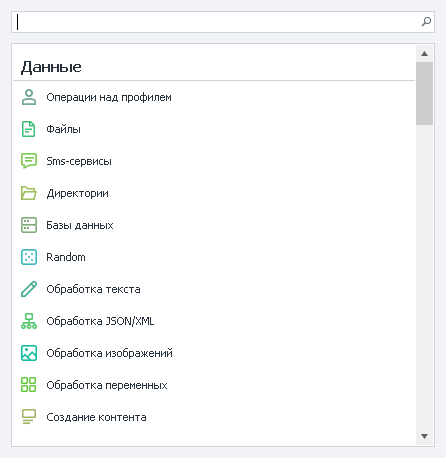 Данные
Операции над профилем
Файлы
Sms-сервисы
Директории
Базы данных
Random
Обработка текста
Обработка JSON/XML
Обработка изображений
Обработка переменных
Создание контента